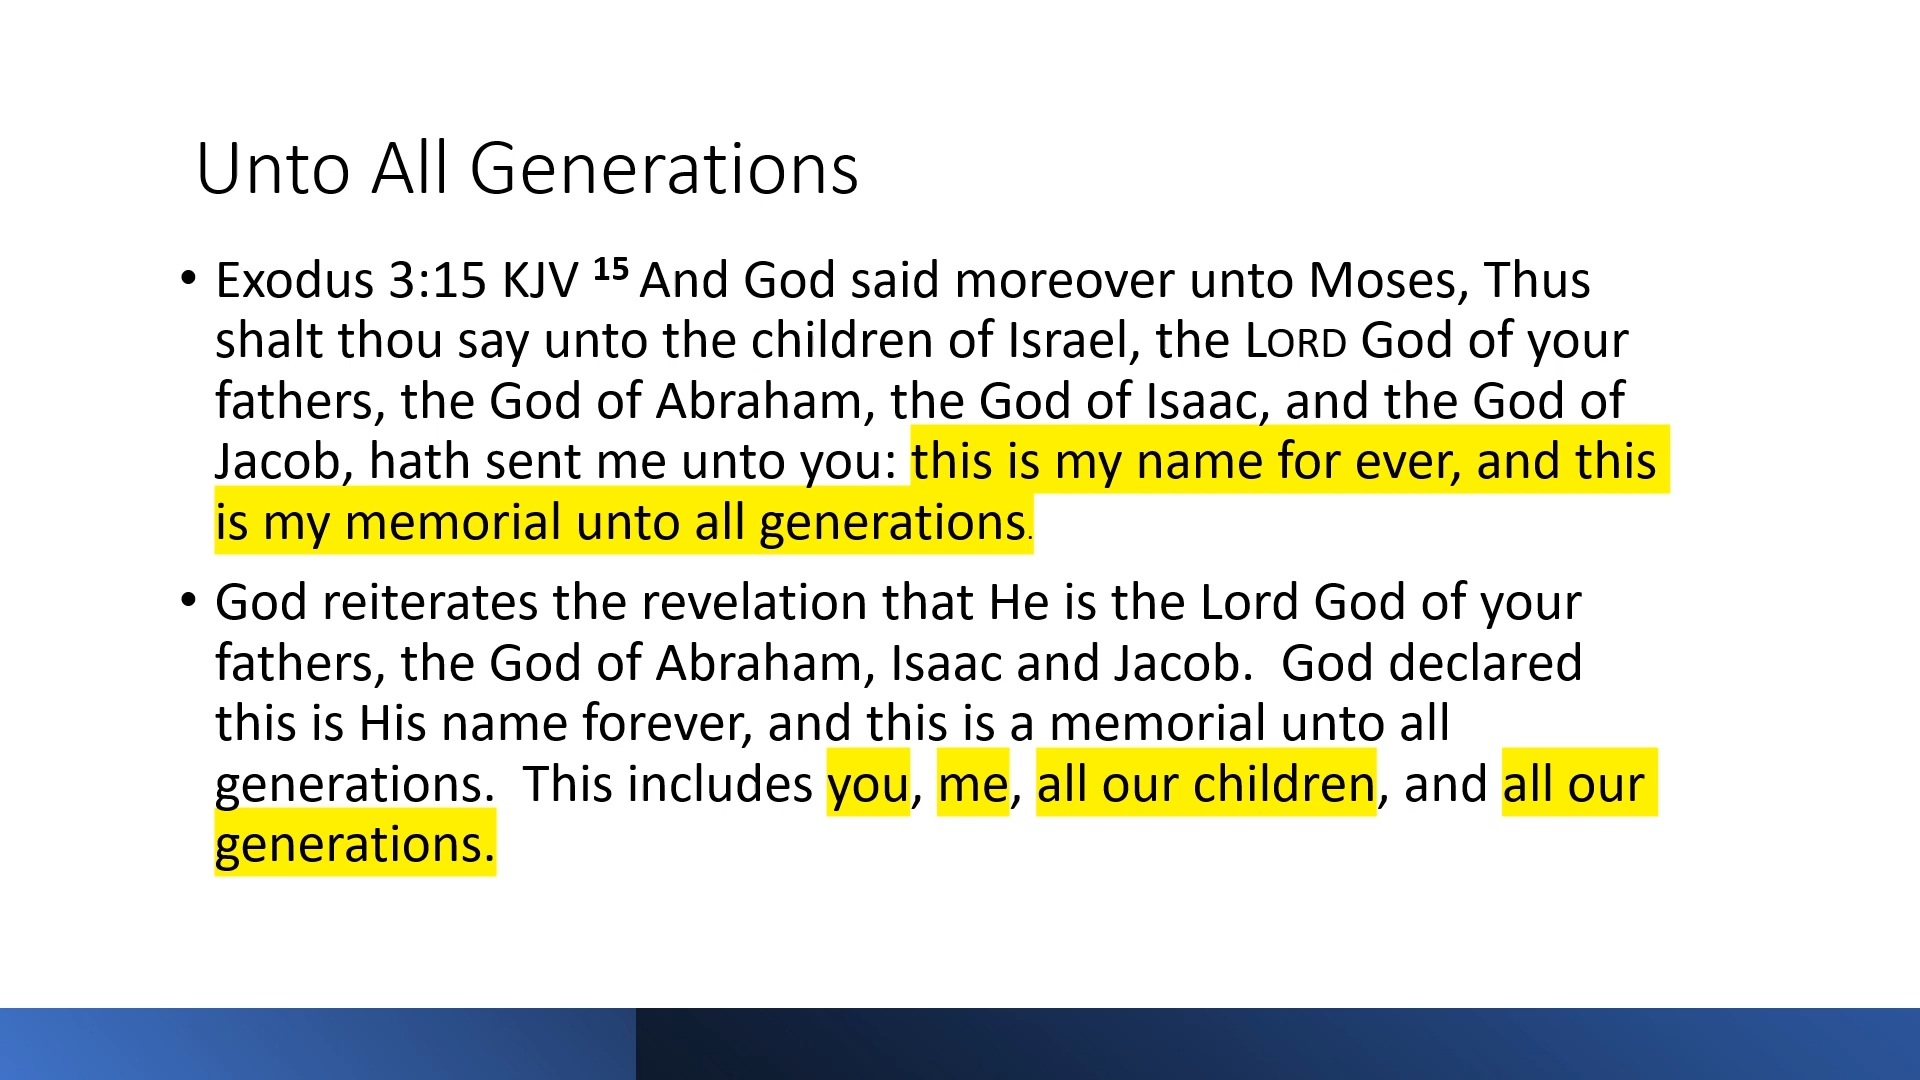 Unto All Generations
• Exodus 3:15 KJV 15 And God said moreover unto Moses, Thus
shalt thou say unto the children of Israel, the LORD God of your
fathers, the God of Abraham, the God of Isaac, and the God of
Jacob, hath sent me unto you: this is my name for ever, and this
is my memorial unto all generations.
• God reiterates the revelation that He is the Lord God of your
fathers, the God of Abraham, Isaac and Jacob.  God declared
this is His name forever, and this is a memorial unto all
generations.  This includes you, me, all our children, and all our
generations.